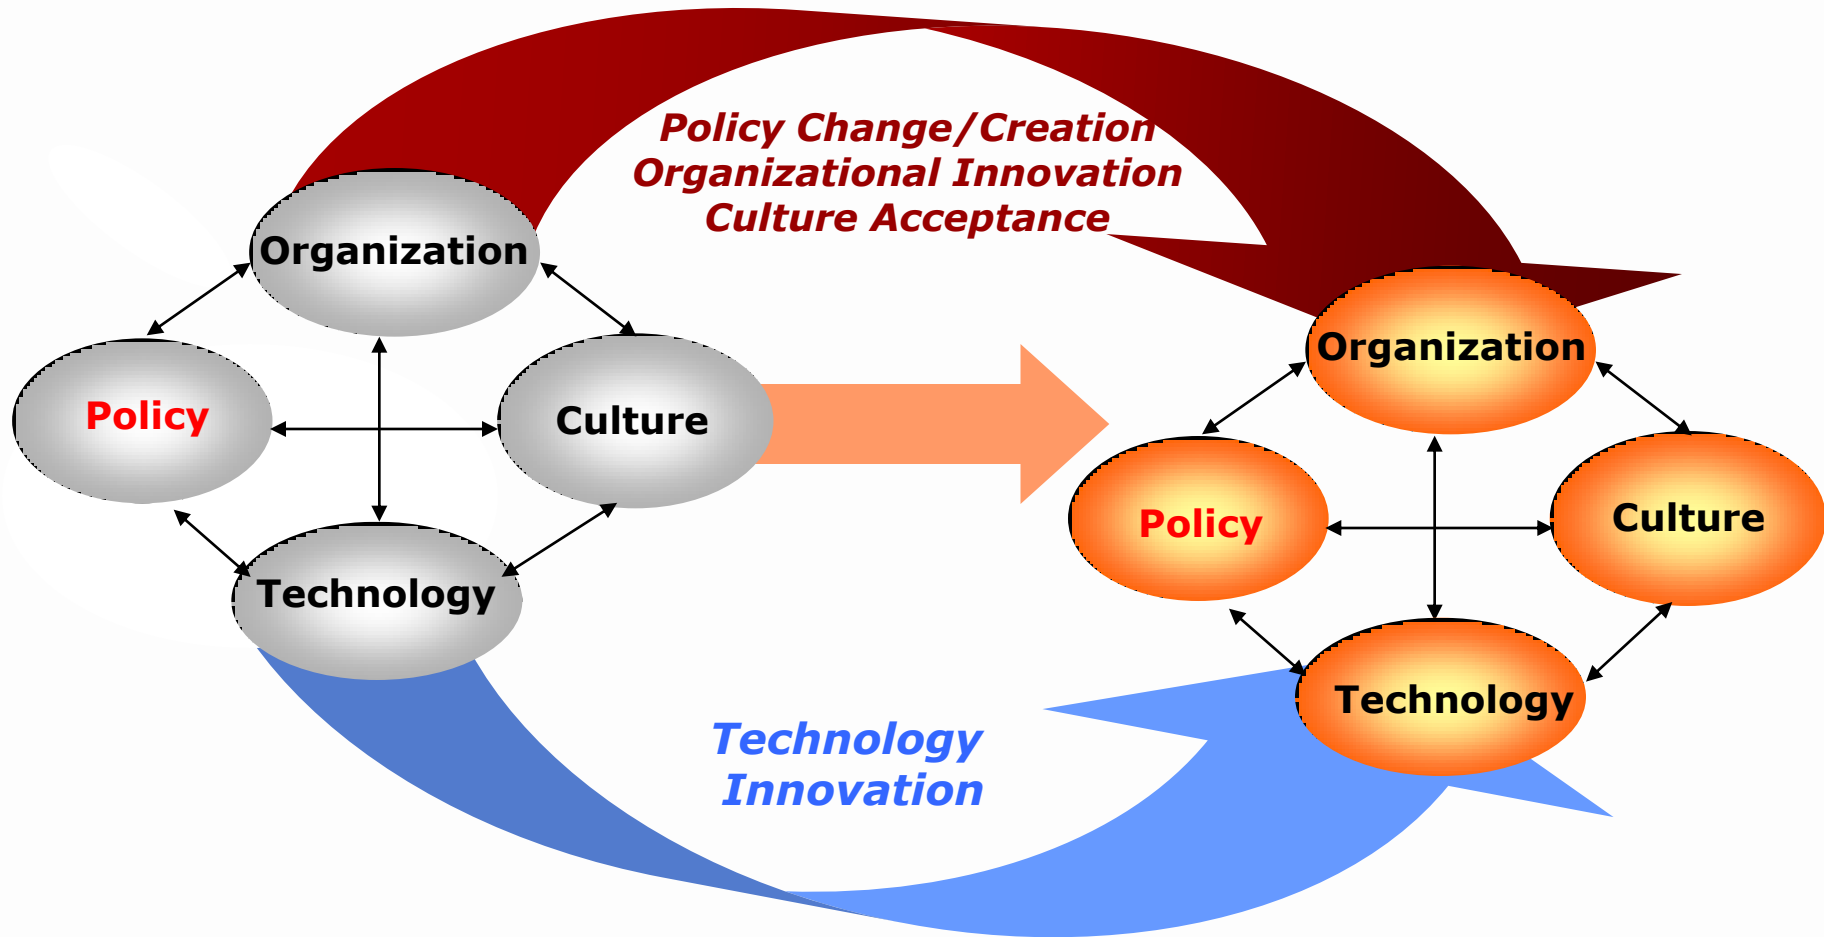 Policy Change/Creation
Organizational Innovation
Culture Acceptance
Organization
Policy
Culture
Technology
Organization
Policy
Culture
Technology
Technology
Innovation